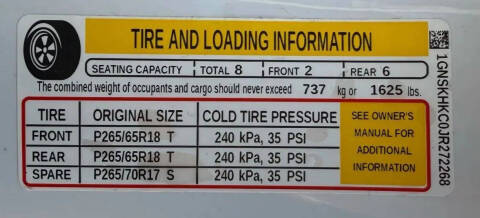 TIRE AND LOADING INFORMATION
SEATING CAPACITY TOTAL 8 FRONT 2 REAR 6
The combined weight of occupants and cargo should never exceed 737 kg or 1625 lbs.
TIRE ORIGINAL SIZE COLD TIRE PRESSURE
FRONT P265/65R18 T 240 kPa, 35 PSI
REAR P265/65R18 T 240 kPa, 35 PSI
SPARE P265/70R17 S 240 kPa, 35 PSI
SEE OWNER'S
MANUAL FOR
ADDITIONAL
INFORMATION
1GNSKHKC0JR272268